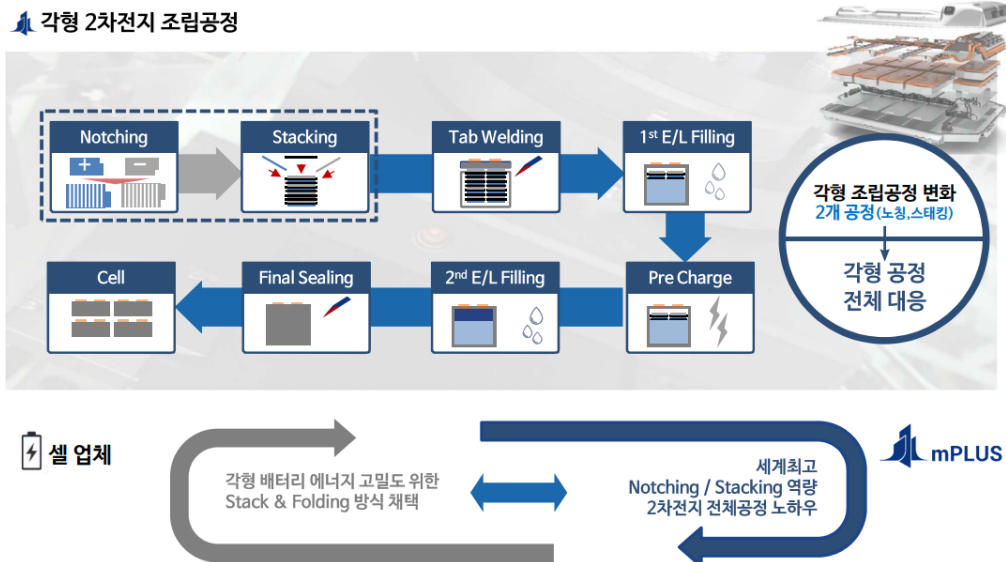 각형 2차전지 조립공정
Notching
Stacking
Tab Welding
1st E/L Filling
+
−
각형 조립공정 변화
2개 공정(노칭,스태킹)
각형 공정
전체 대응
Cell
Final Sealing
2nd E/L Filling
Pre Charge
셀 업체
각형 배터리 에너지 고밀도 위한
Stack & Folding 방식 채택
세계최고
Notching / Stacking 역량
2차전지 전체공정 노하우
mPLUS